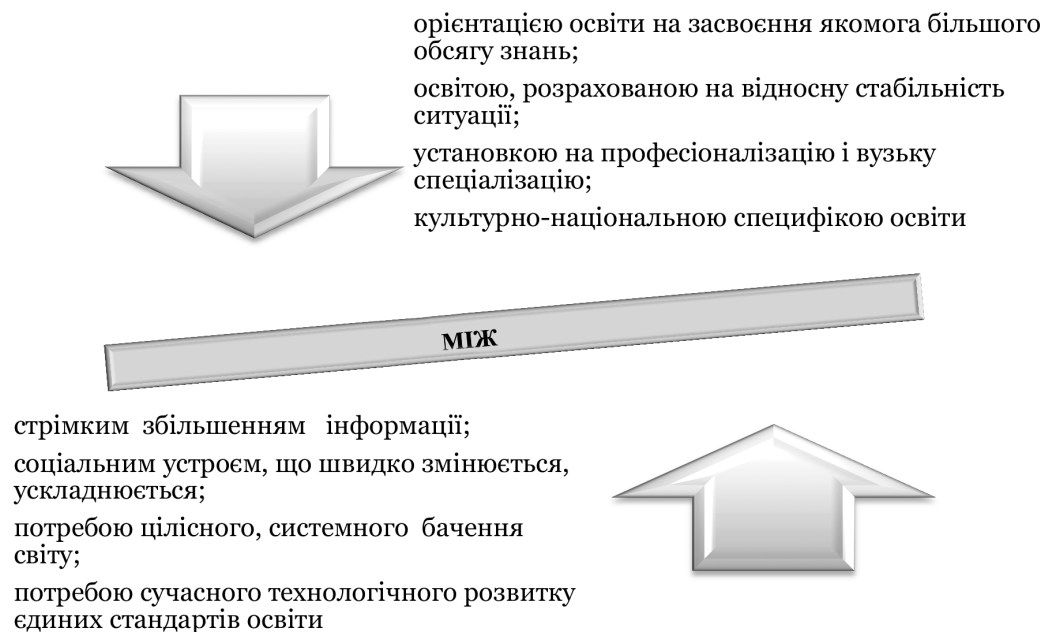 орієнтацією освіти на засвоєння якомога більшого
обсягу знань;
освітою, розрахованою на відносну стабільність
ситуації;
установкою на професіоналізацію і вузьку
спеціалізацію;
культурно-національною специфікою освіти
МІЖ
стрімким збільшенням інформації;
соціальним устроєм, що швидко змінюється,
ускладнюється;
потребою цілісного, системного бачення
світу;
потребою сучасного технологічного розвитку
єдиних стандартів освіти